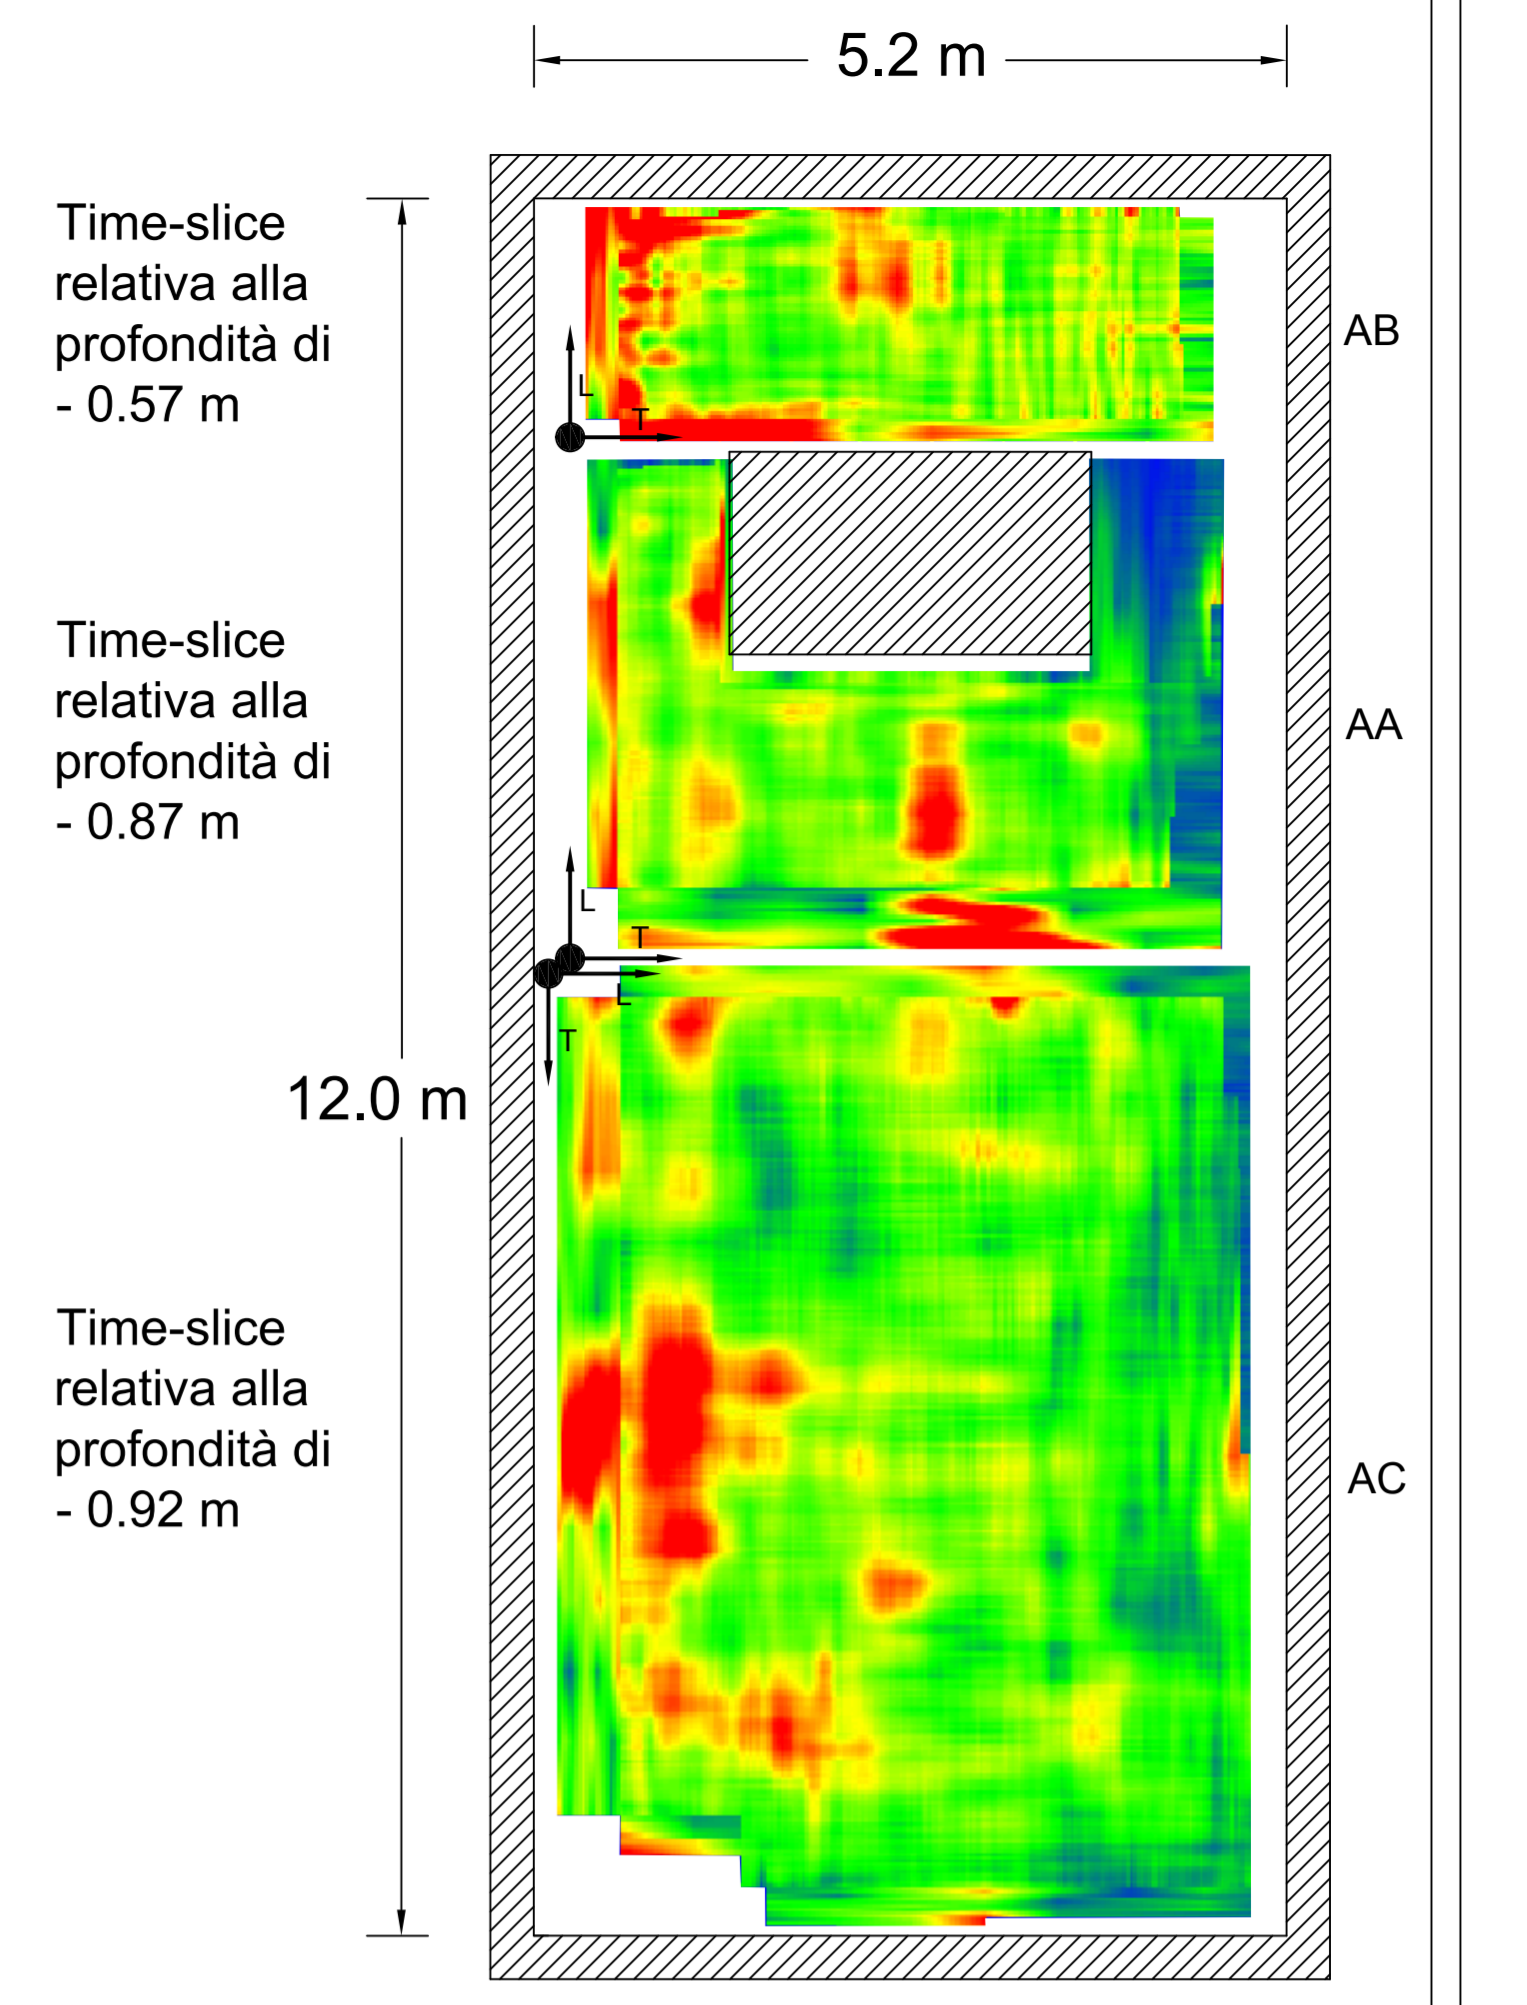 5.2 m
Time-slice
relativa alla
profondità di
- 0.57 m
AB
L
T
Time-slice
relativa alla
profondità di
- 0.87 m
AA
L
T
L
T
12.0 m
Time-slice
relativa alla
profondità di
- 0.92 m
AC